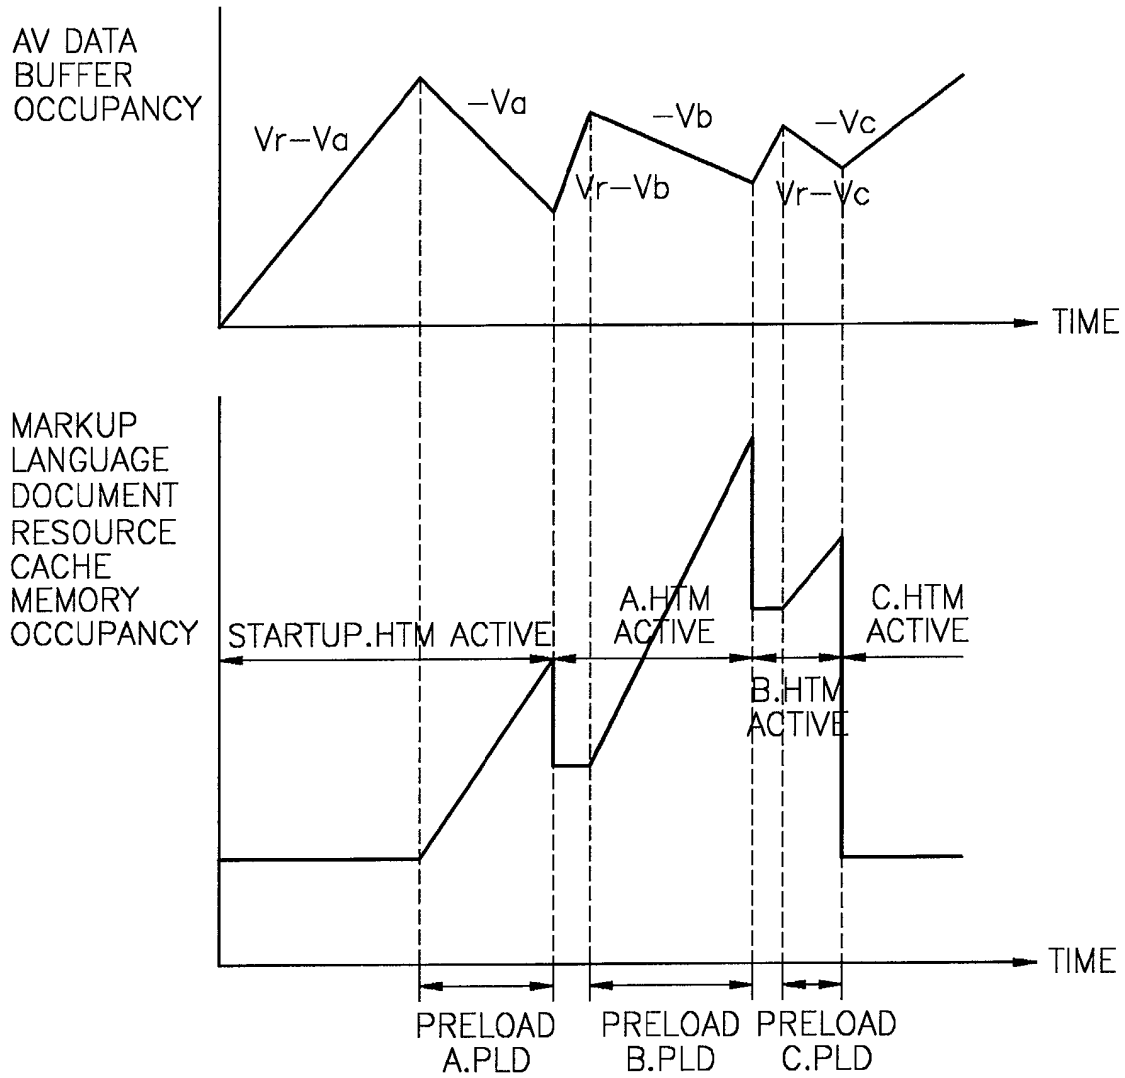 AV DATA
BUFFER
OCCUPANCY
Vr-Va
-Va
Vr-Vb
-Vb
Vr-Vc
-Vc
TIME
MARKUP
LANGUAGE
DOCUMENT
RESOURCE
CACHE
MEMORY
OCCUPANCY
STARTUP.HTM ACTIVE
A.HTM
ACTIVE
B.HTM
ACTIVE
C.HTM
ACTIVE
TIME
PRELOAD
A.PLD
PRELOAD
B.PLD
PRELOAD
C.PLD